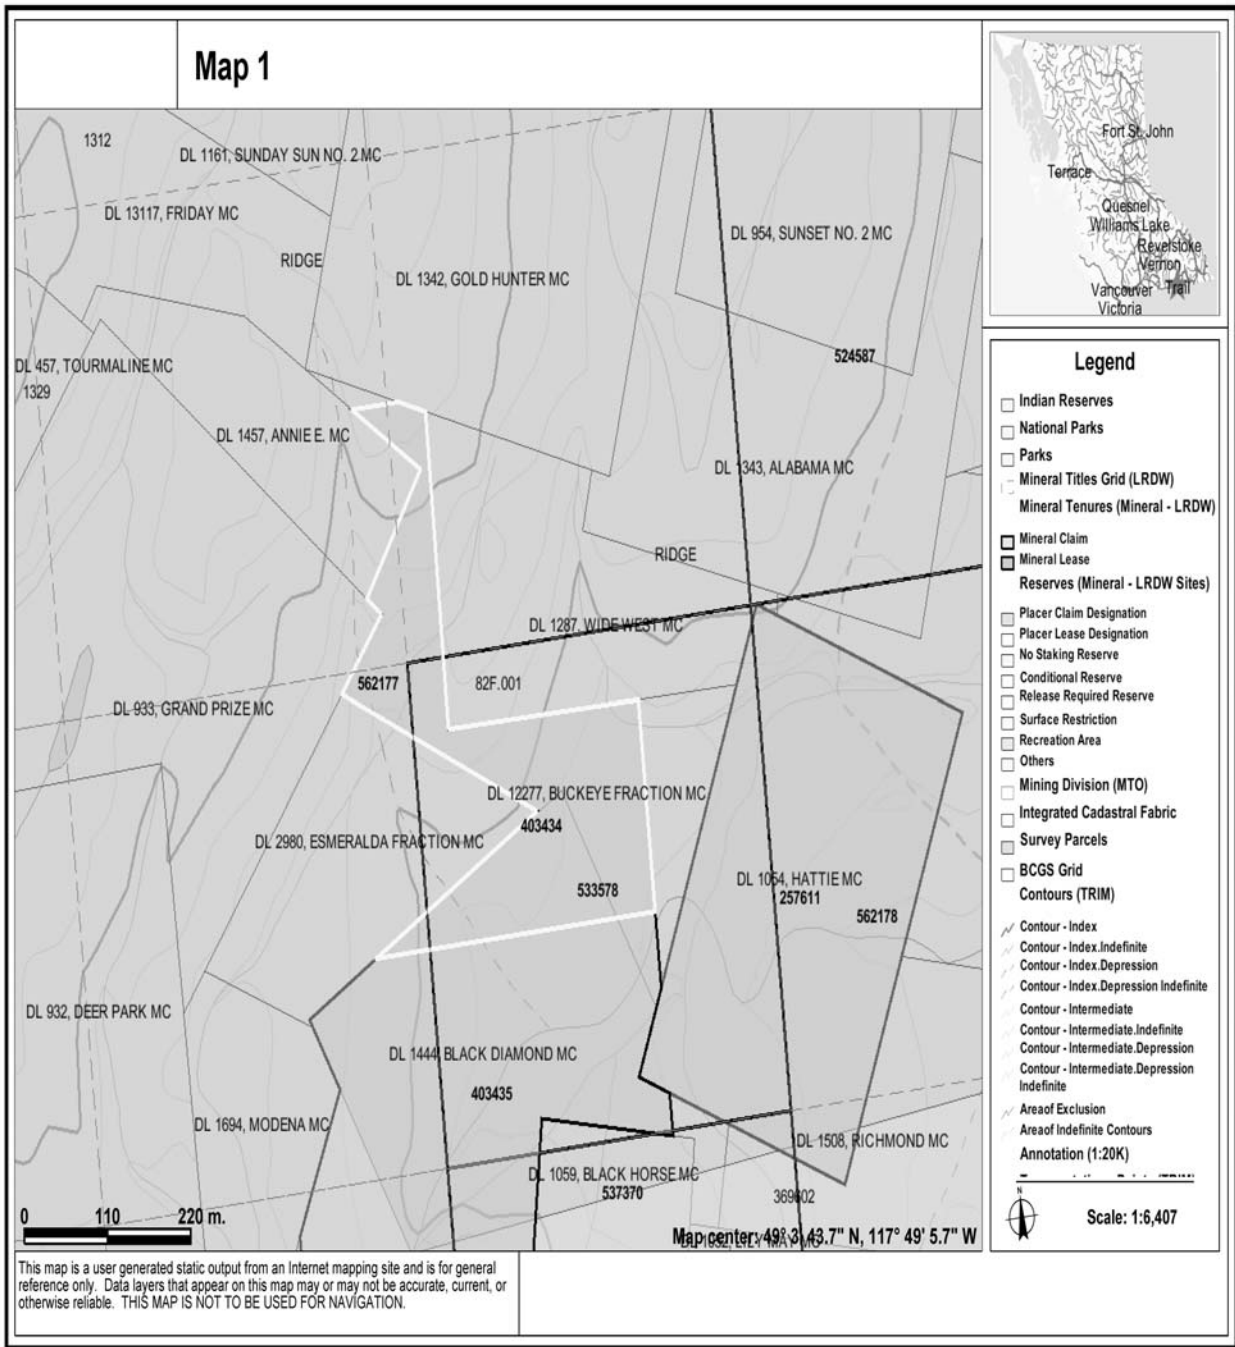 Map 1
1312
DL 1161, SUNDAY SUN NO. 2 MC
DL 13117, FRIDAY MC
DL 954, SUNSET NO. 2 MC
RIDGE
DL 1342, GOLD HUNTER MC
524587
DL 457, TOURMALINE MC
1329
DL 1457, ANNIE E. MC
DL 1343, ALABAMA MC
RIDGE
DL 1287, WIDE WEST MC
562177
82F.001
DL 933, GRAND PRIZE MC
DL 12277, BUCKEYE FRACTION MC
403434
DL 2980, ESMERALDA FRACTION MC
533578
DL 1054, HATTIE MC
257611
562178
DL 932, DEER PARK MC
DL 1444, BLACK DIAMOND MC
403435
DL 1694, MODENA MC
DL 1508, RICHMOND MC
DL 1059, BLACK HORSE MC
537370
369602
0 110 220 m.
Map center: 49° 3' 43.7" N, 117° 49' 5.7" W
This map is a user generated static output from an Internet mapping site and is for general
reference only. Data layers that appear on this map may or may not be accurate, current, or
otherwise reliable. THIS MAP IS NOT TO BE USED FOR NAVIGATION.
Fort St. John
Terrace
Quesnel
Williams Lake
Revelstoke
Vernon
Vancouver
Trail
Victoria
Legend
Indian Reserves
National Parks
Parks
Mineral Titles Grid (LRDW)
Mineral Tenures (Mineral - LRDW)
Mineral Claim
Mineral Lease
Reserves (Mineral - LRDW Sites)
Placer Claim Designation
Placer Lease Designation
No Staking Reserve
Conditional Reserve
Release Required Reserve
Surface Restriction
Recreation Area
Others
Mining Division (MTO)
Integrated Cadastral Fabric
Survey Parcels
BCGS Grid
Contours (TRIM)
Contour - Index
Contour - Index.Indefinite
Contour - Index.Depression
Contour - Index.Depression Indefinite
Contour - Intermediate
Contour - Intermediate.Indefinite
Contour - Intermediate.Depression
Contour - Intermediate.Depression
Indefinite
Areaof Exclusion
Areaof Indefinite Contours
Annotation (1:20K)
N
Scale: 1:6,407